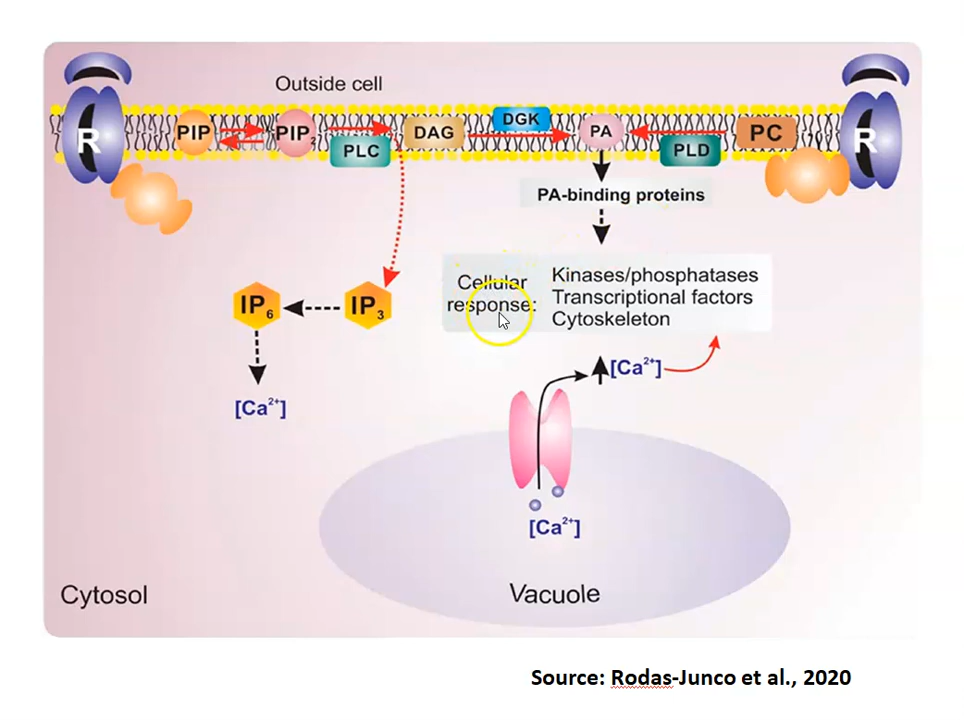 Outside cell
R
PIP
PIP2
PLC
DAG
DGK
PA
PLD
PC
R
PA-binding proteins
Cellular response:
Kinases/phosphatases
Transcriptional factors
Cytoskeleton
IP6
IP3
[Ca2+]
[Ca2+]
[Ca2+]
Cytosol
Vacuole
Source: Rodas-Junco et al., 2020